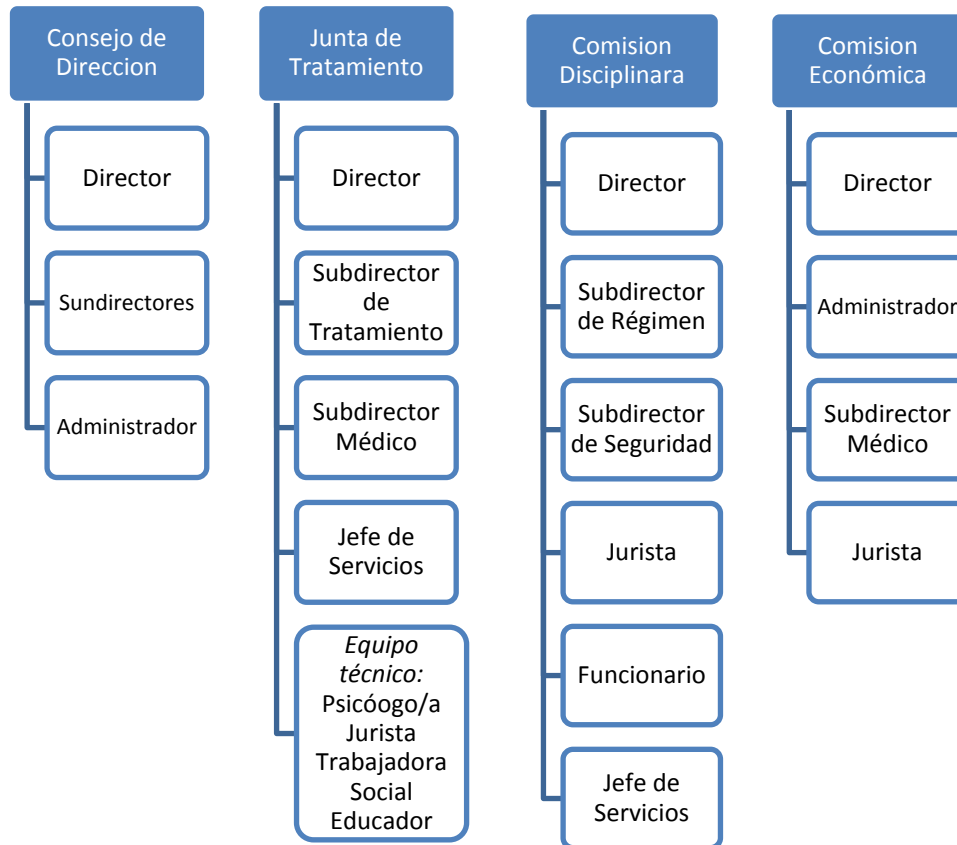 Consejo de
Direccion
Director
Sundirectores
Administrador
Junta de
Tratamiento
Director
Subdirector
de
Tratamiento
Subdirector
Médico
Jefe de
Servicios
Equipo
técnico:
Psicóogo/a
Jurista
Trabajadora
Social
Educador
Comision
Disciplinara
Director
Subdirector
de Régimen
Subdirector
de Seguridad
Jurista
Funcionario
Jefe de
Servicios
Comision
Económica
Director
Administrador
Subdirector
Médico
Jurista